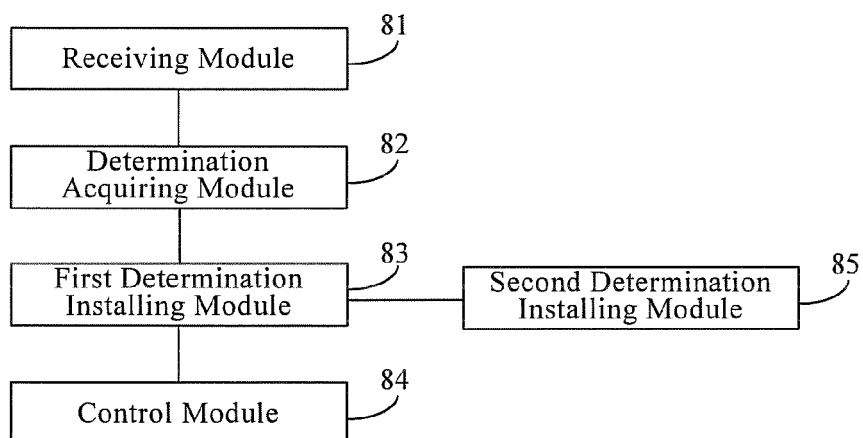 81
Receiving Module
82
Determination
Acquiring Module
83
First Determination
Installing Module
85
Second Determination
Installing Module
84
Control Module